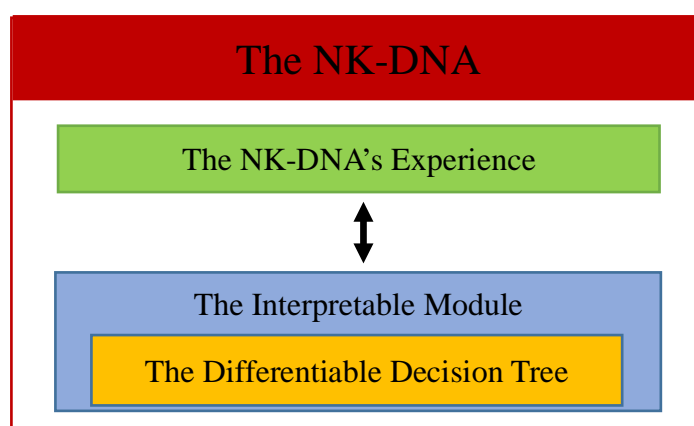 The NK-DNA
The NK-DNA’s Experience
The Interpretable Module
The Differentiable Decision Tree